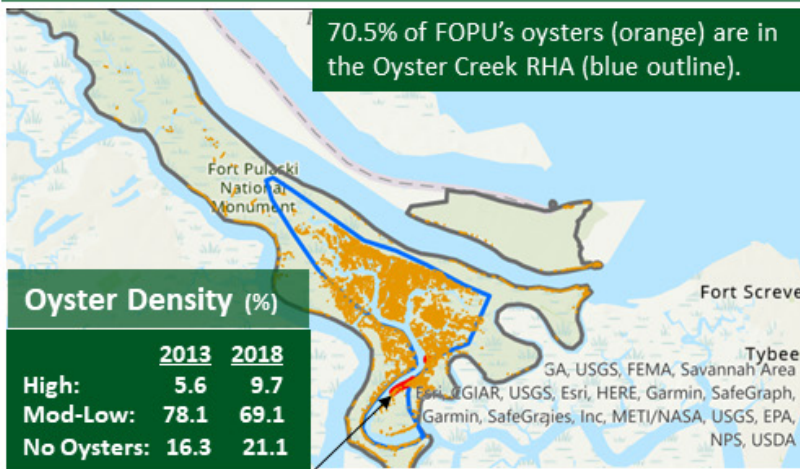 70.5% of FOPU's oysters (orange) are in
the Oyster Creek RHA (blue outline).
Fort Pulaski
National
Monument
Oyster Density (%)
2013 2018
High: 5.6 9.7
Mod-Low: 78.1 69.1
No Oysters: 16.3 21.1
Fort Screve
Tybee
GA, USGS, FEMA, Savannah Area
Esri, CGIAR, USGS, Esri, HERE, Garmin, SafeGraph,
Garmin, SafeGraphies, Inc, METI/NASA, USGS, EPA,
NPS, USDA